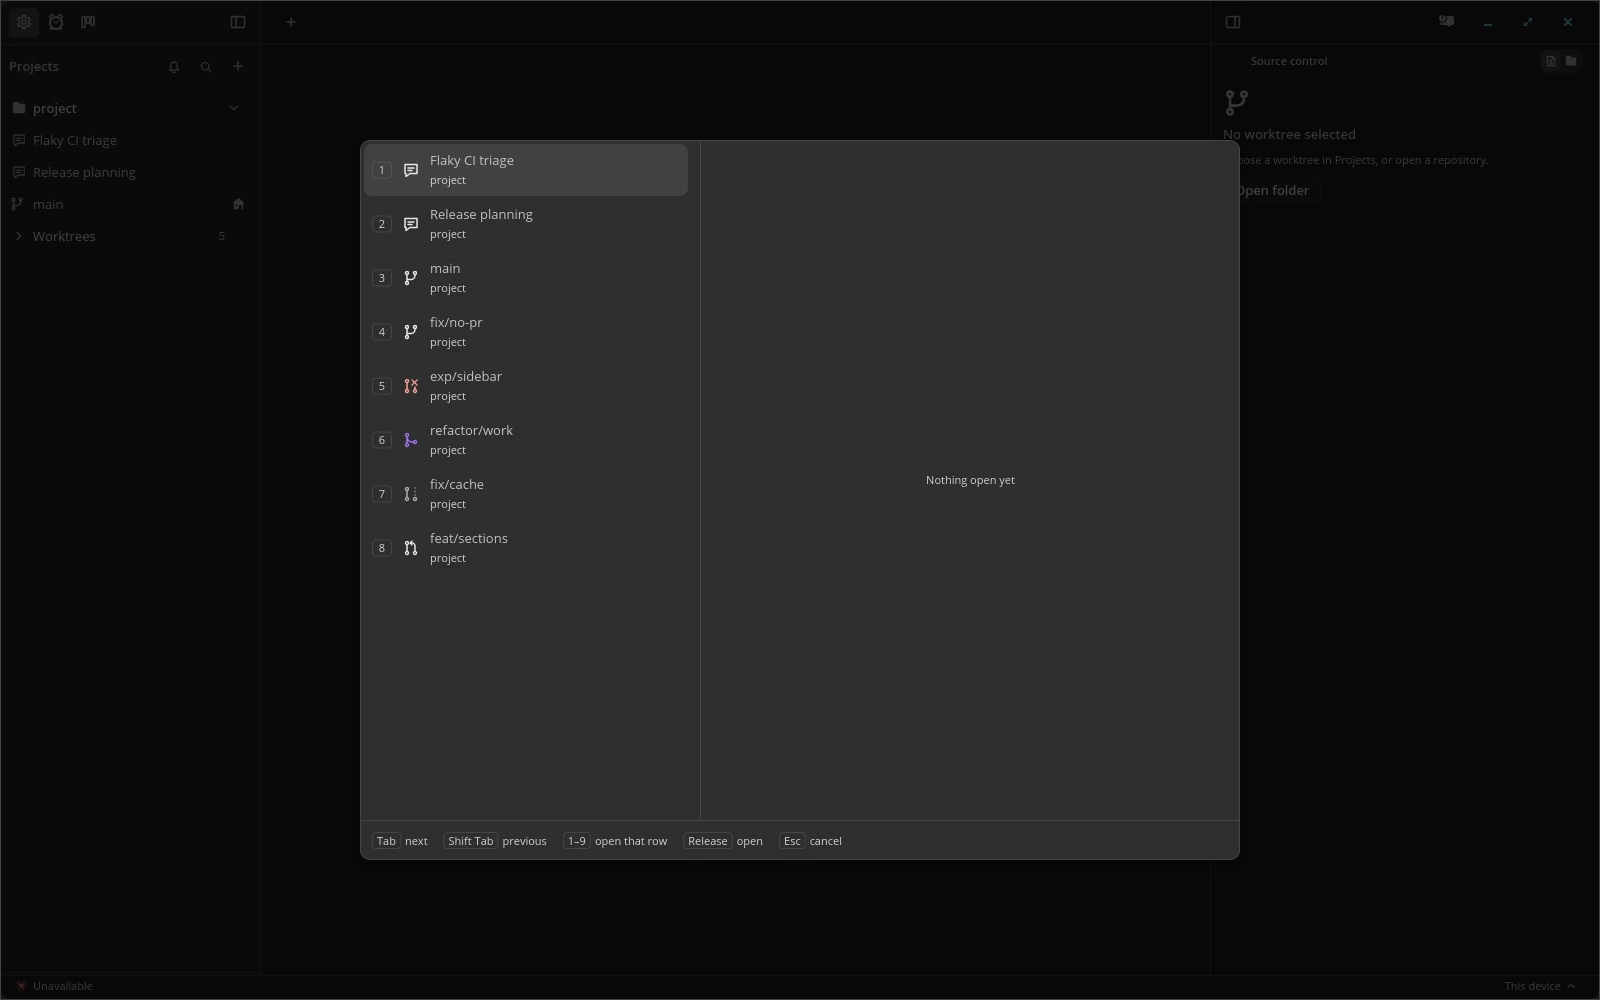 Projects
project
Flaky CI triage
Release planning
main
Worktrees 5
Source control
No worktree selected
ose a worktree in Projects, or open a repository.
Open folder
1 Flaky CI triage
project
2 Release planning
project
3 main
project
4 fix/no-pr
project
5 exp/sidebar
project
6 refactor/work
project
7 fix/cache
project
8 feat/sections
project
Nothing open yet
Tab next Shift Tab previous 1–9 open that row Release open Esc cancel
Unavailable
This device